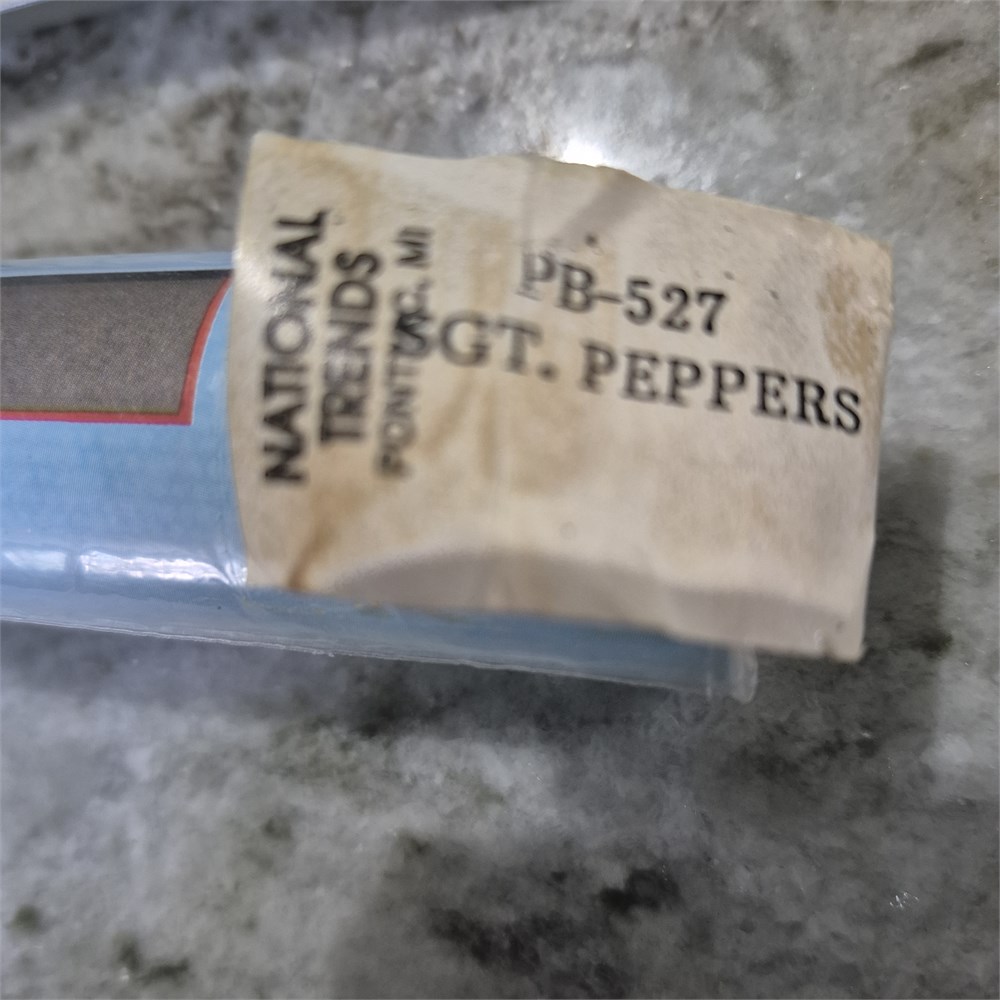 NATIONAL
TRENDS
PONTIAC, MI
PB-527
SGT. PEPPERS